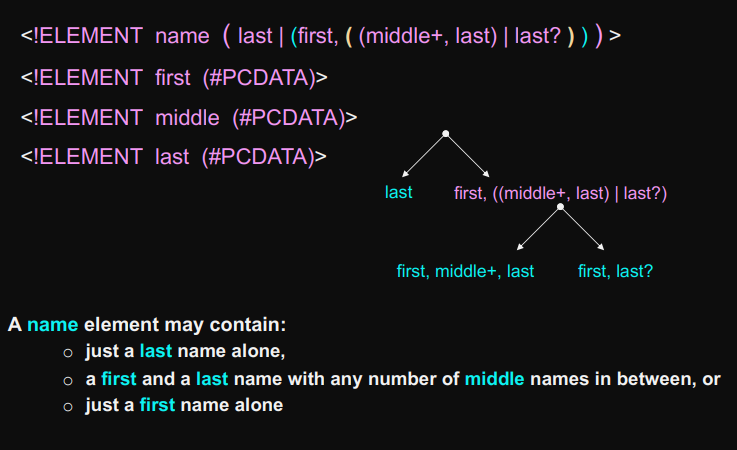 <!ELEMENT name ( last | (first, ( (middle+, last) | last? ) ) ) >
<!ELEMENT first (#PCDATA)>
<!ELEMENT middle (#PCDATA)>
<!ELEMENT last (#PCDATA)>
last first, ((middle+, last) | last?)
first, middle+, last first, last?
A name element may contain:
○ just a last name alone,
○ a first and a last name with any number of middle names in between, or
○ just a first name alone